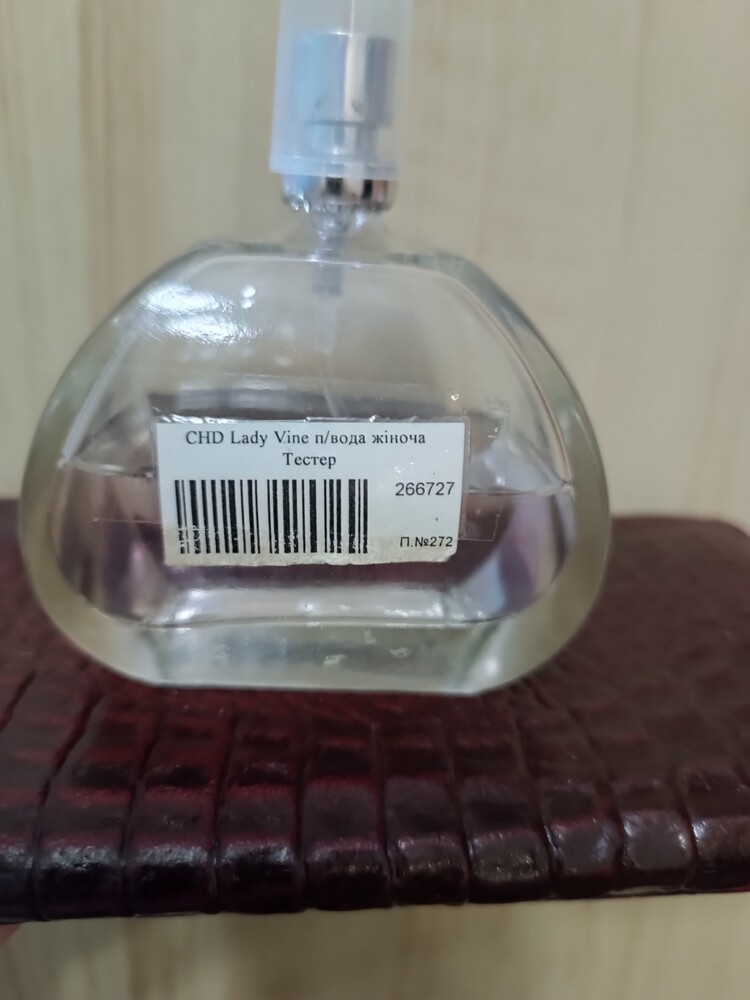 CHD Lady Vine п/вода жіноча
Тестер
266727
П.№272